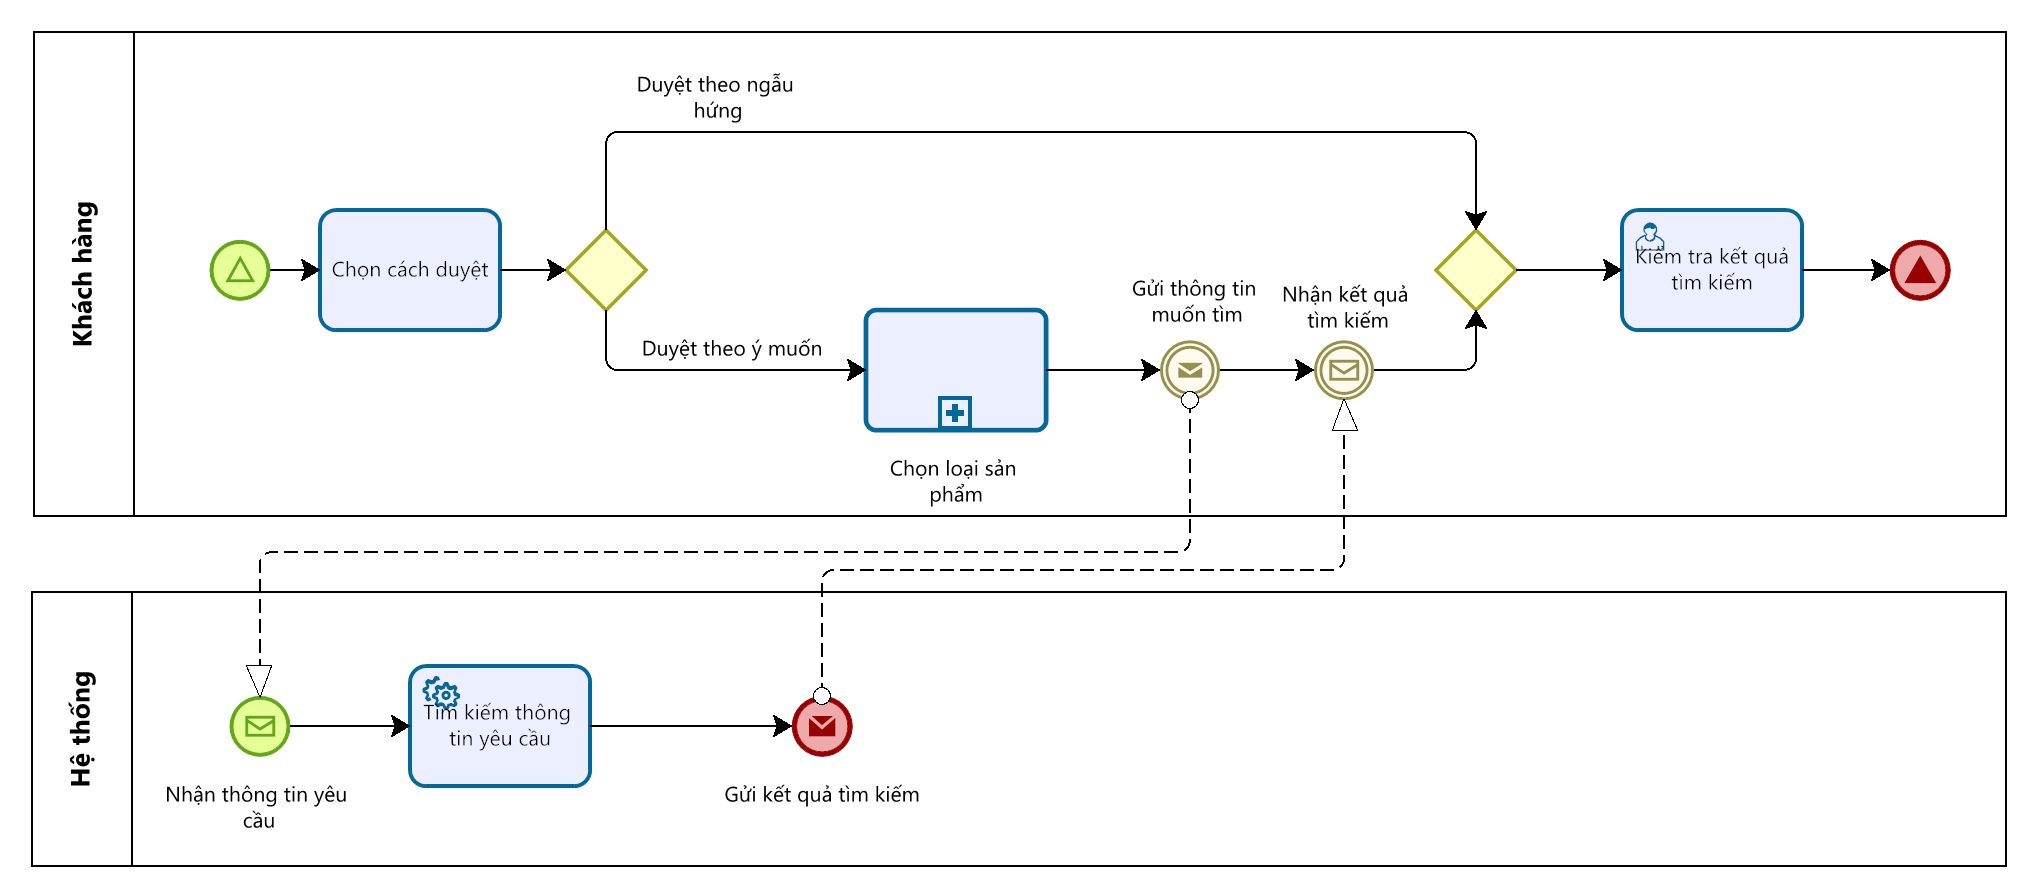 Khách hàng
Duyệt theo ngẫu
hứng
Chọn cách duyệt
Duyệt theo ý muốn
Chọn loại sản
phẩm
Gửi thông tin
muốn tìm
Nhận kết quả
tìm kiếm
Kiểm tra kết quả
tìm kiếm
Hệ thống
Nhận thông tin yêu
cầu
Tìm kiếm thông
tin yêu cầu
Gửi kết quả tìm kiếm